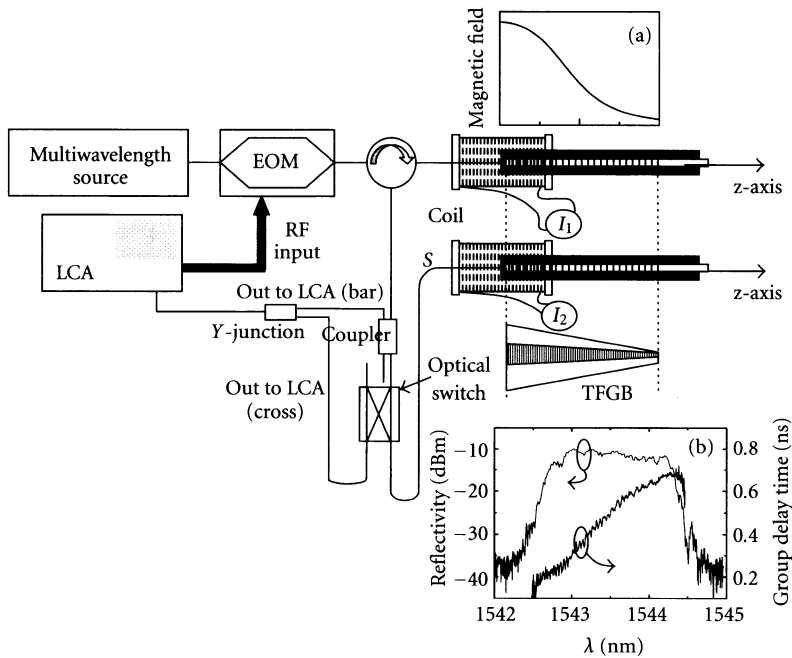 Magnetic field
(a)
Multiwavelength
source
EOM
z-axis
Coil
I1
LCA
RF
input
S
z-axis
Out to LCA (bar)
Y-junction
Coupler
I2
Out to LCA
(cross)
Optical
switch
TFGB
Reflectivity (dBm)
−10
−20
−30
−40
(b)
0.8
0.6
0.4
0.2
Group delay time (ns)
1542
1543
1544
1545
λ (nm)